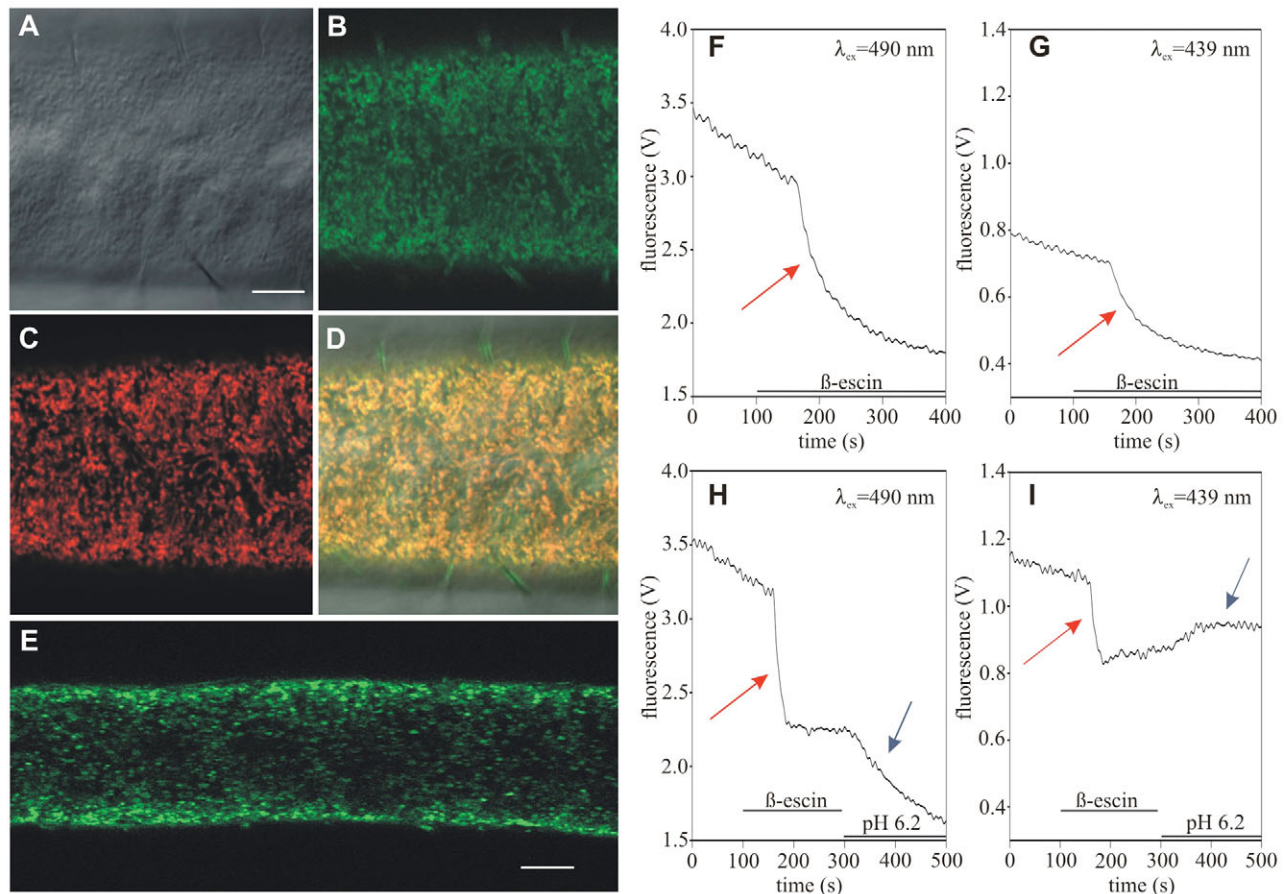 A
B
C
D
E
F
λex=490 nm
fluorescence (V)
4.0
3.5
3.0
2.5
2.0
1.5
ß-escin
0 100 200 300 400
time (s)
G
λex=439 nm
fluorescence (V)
1.4
1.2
1.0
0.8
0.6
0.4
ß-escin
0 100 200 300 400
time (s)
H
λex=490 nm
fluorescence (V)
4.0
3.5
3.0
2.5
2.0
1.5
ß-escin
pH 6.2
0 100 200 300 400 500
time (s)
I
λex=439 nm
fluorescence (V)
1.4
1.2
1.0
0.8
0.6
0.4
ß-escin
pH 6.2
0 100 200 300 400 500
time (s)